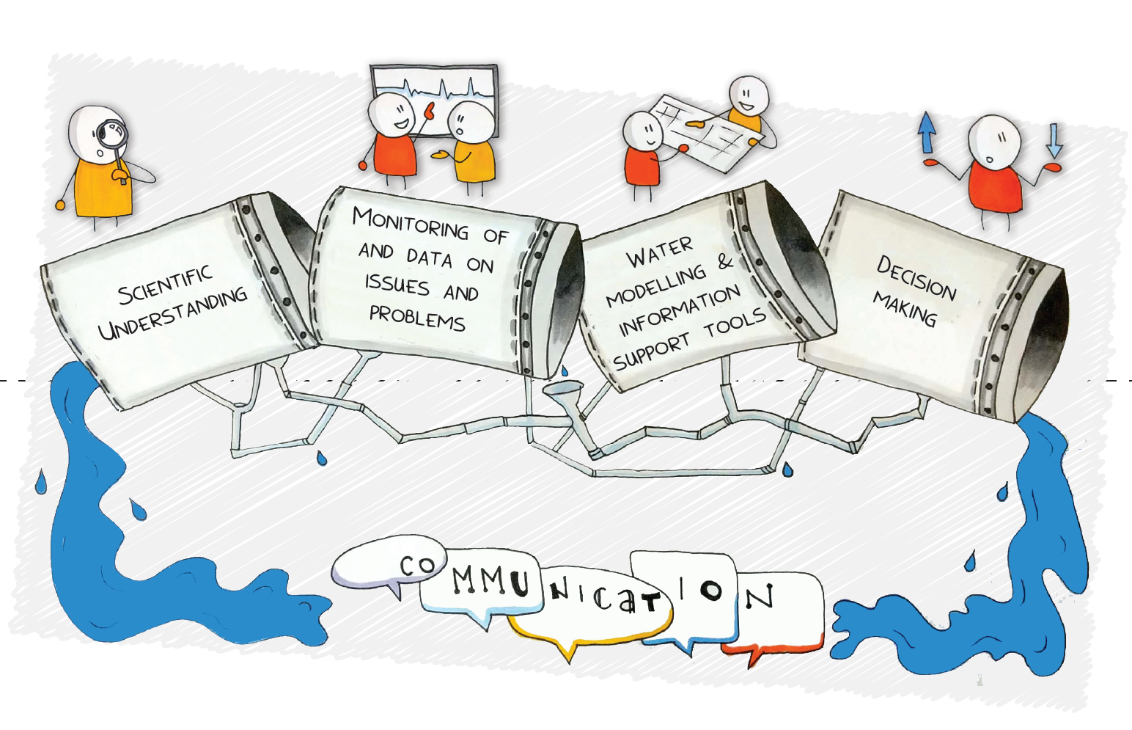 Scientific
Understanding
Monitoring of
and data on
issues and
problems
Water
modelling &
information
support tools
Decision
making
COMMUNICATION